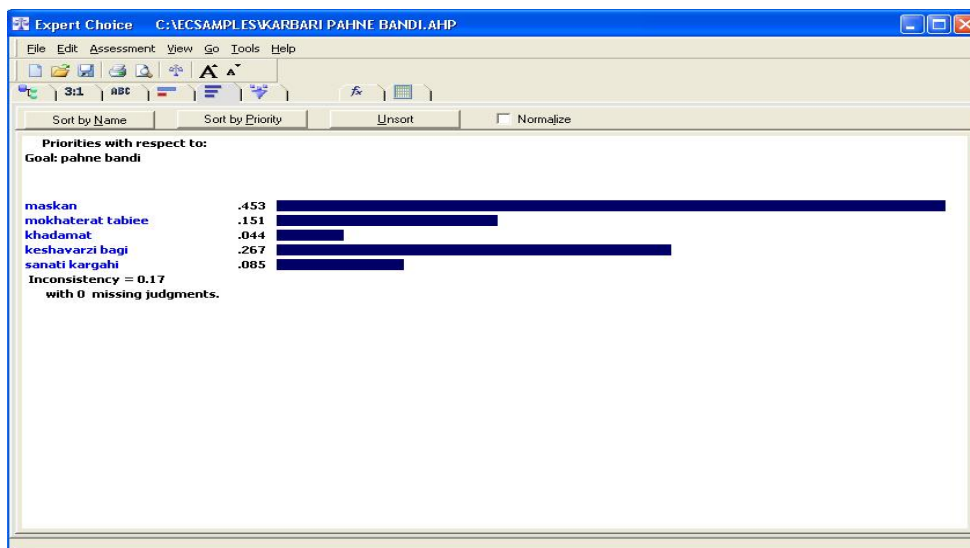 Expert Choice C:\ECSAMPLES\KARBARI PAHNE BANDI.AHP
File Edit Assessment View Go Tools Help
A A
3:1 ABC fx
Sort by Name Sort by Priority Unsort Normalize
Priorities with respect to:
Goal: pahne bandi
maskan .453
mokhaterat tabiee .151
khadamat .044
keshavarzi bagi .267
sanati kargahi .085
Inconsistency = 0.17
with 0 missing judgments.